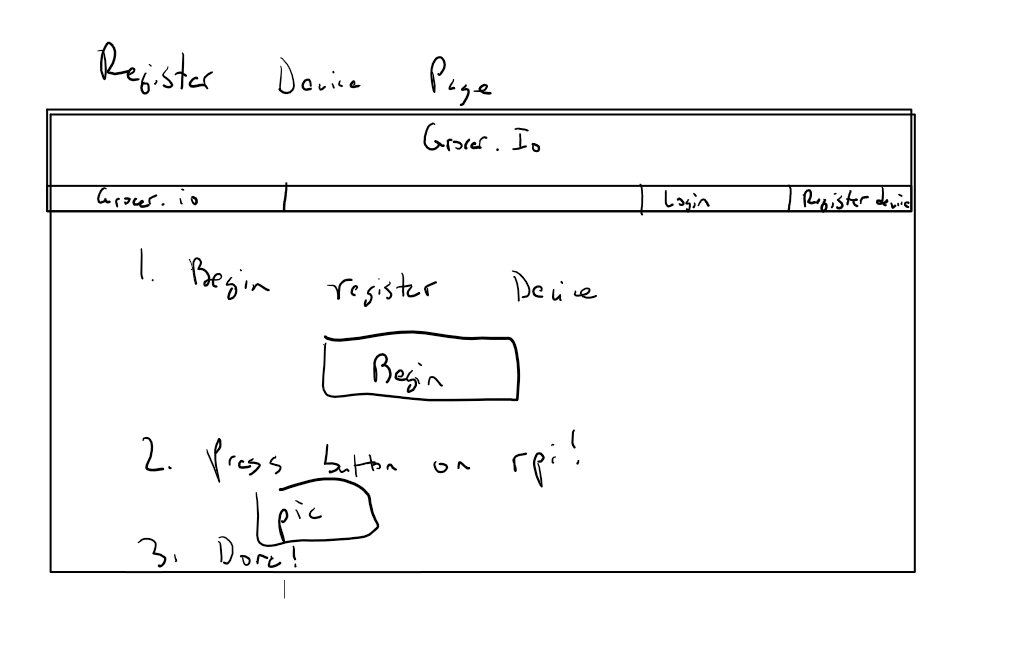 Register Device Page
Grocer.Io
Grocer.io Login Register device
1. Begin register Device
Begin
2. Press button on rpi!
pic
3. Done!